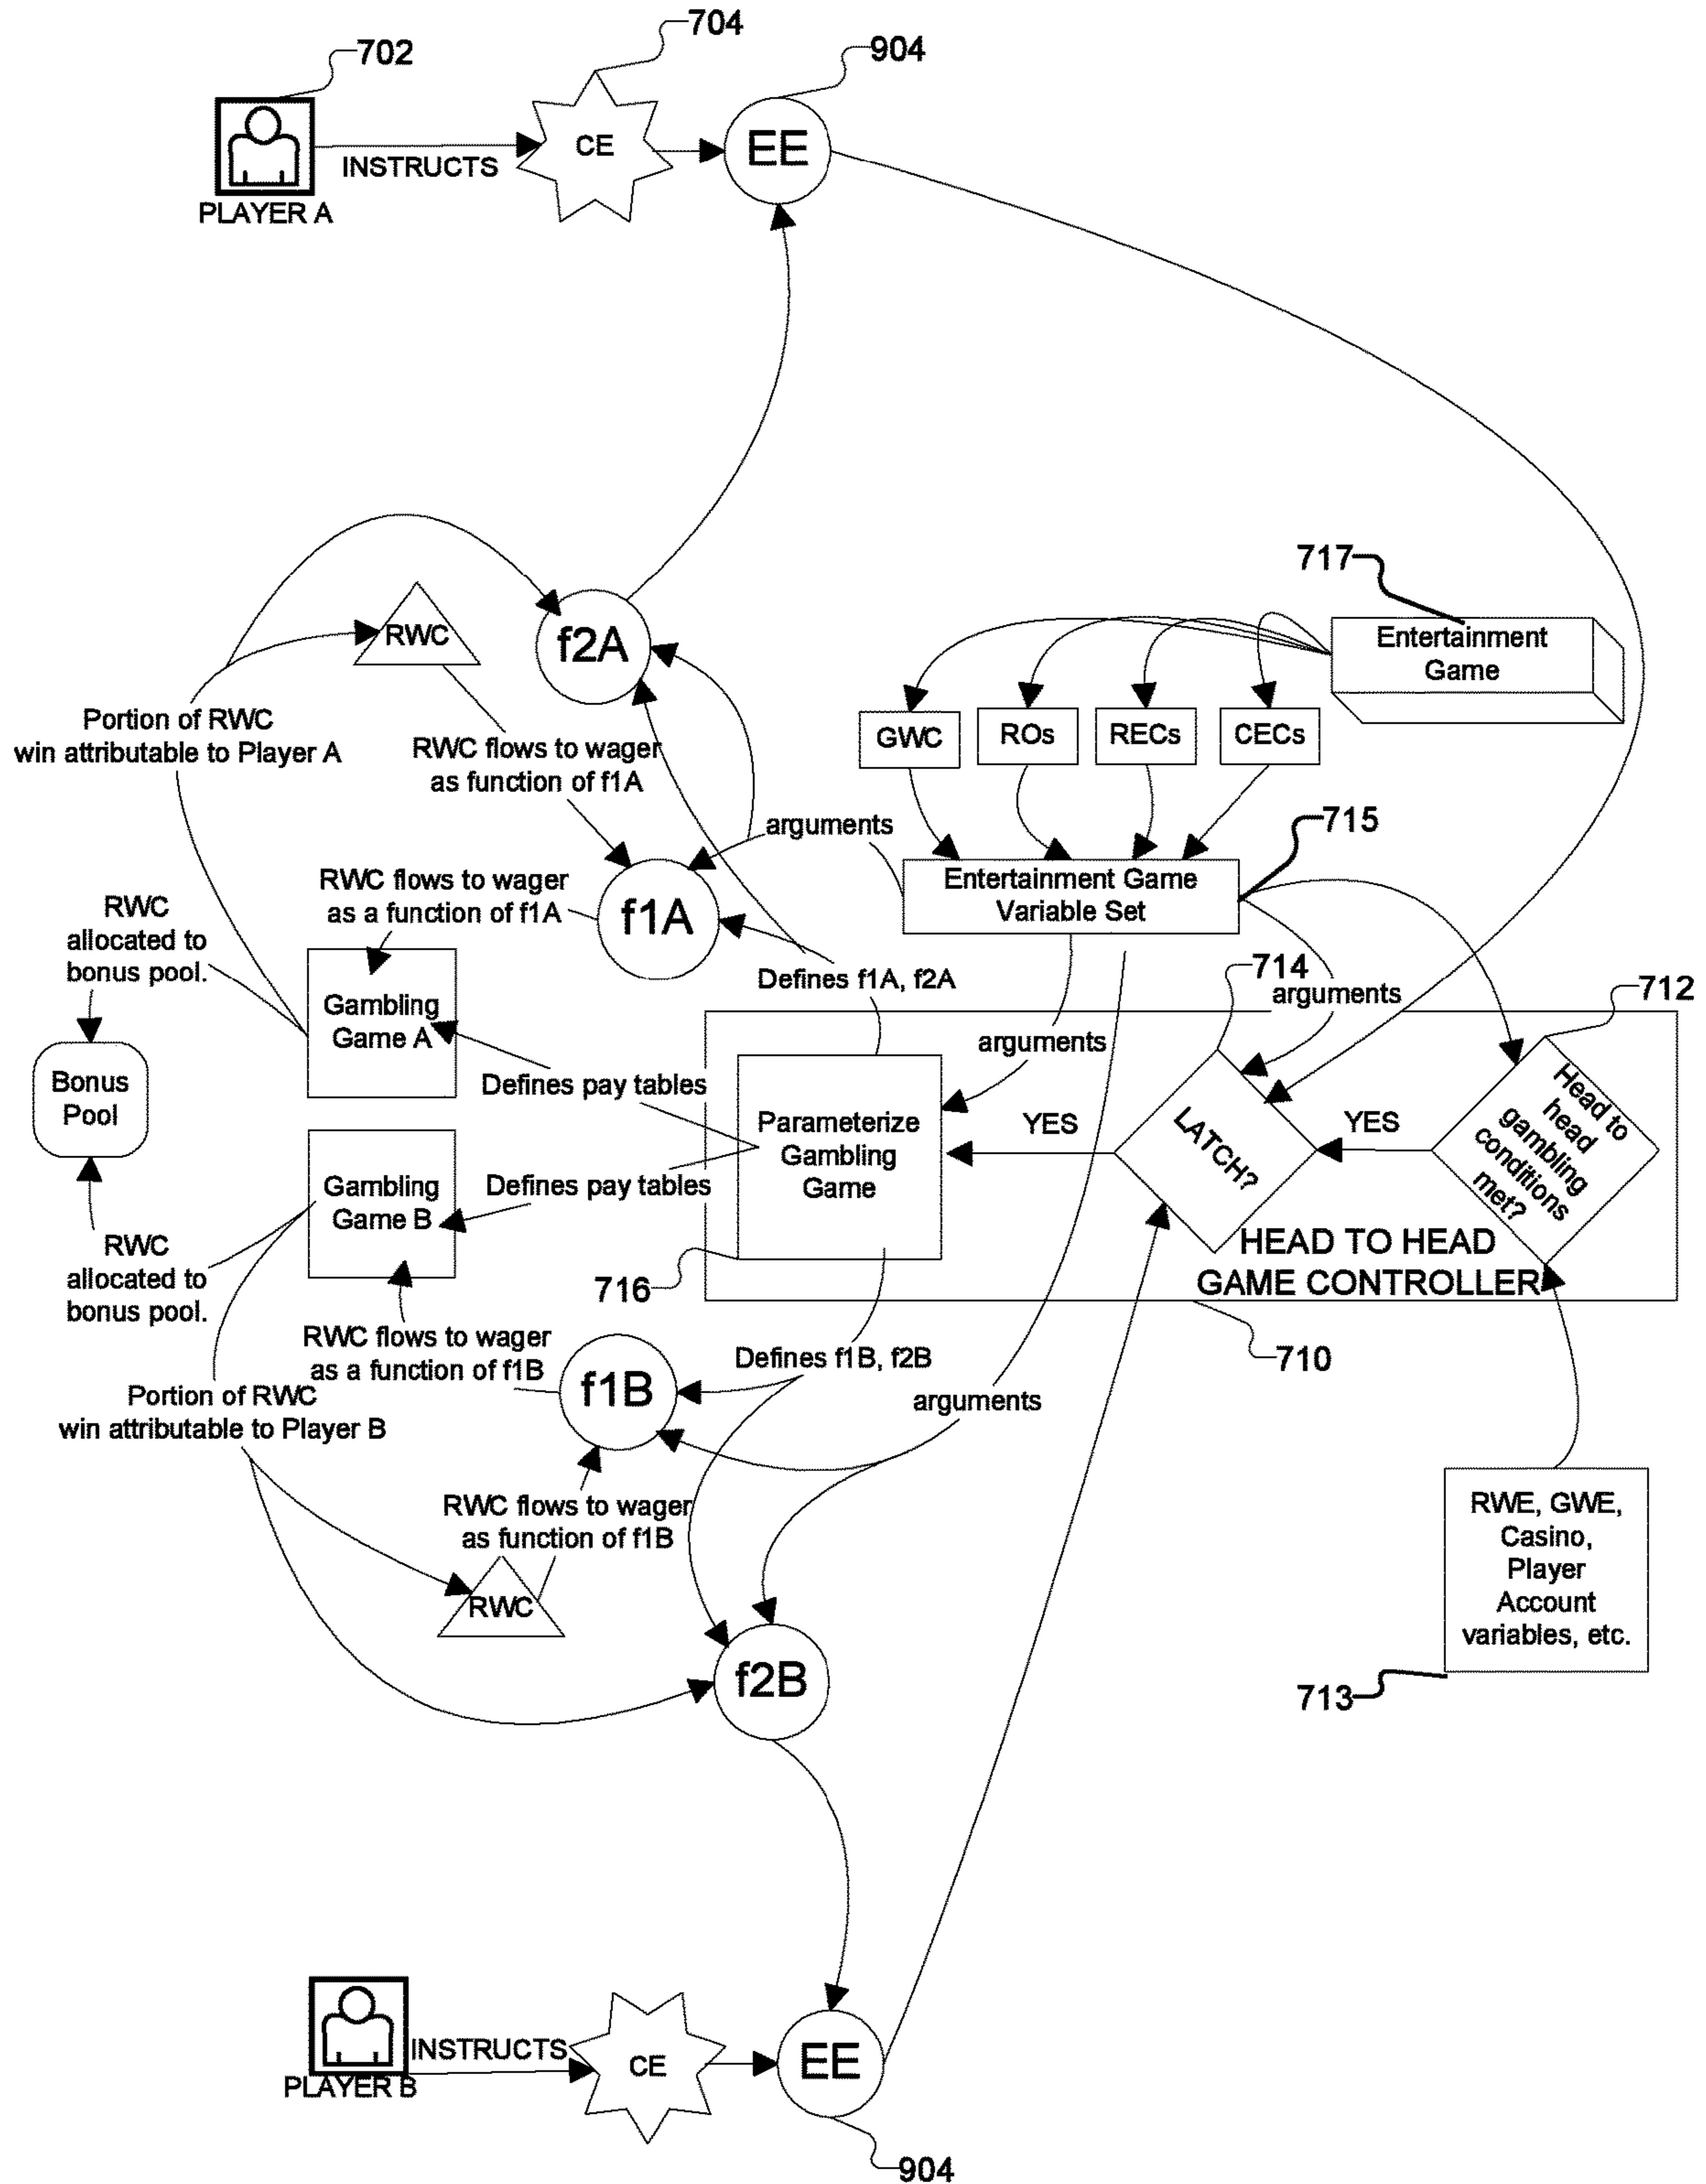 704
702
904
CE
EE
INSTRUCTS
PLAYER A
717
Entertainment
Game
RWC
f2A
GWC
ROs
RECs
CECs
Portion of RWC
win attributable to Player A
RWC flows to wager
as function of f1A
arguments
715
Entertainment Game
Variable Set
RWC flows to wager
as a function of f1A
f1A
RWC
allocated to
bonus pool.
Defines f1A, f2A
714
arguments
712
Gambling
Game A
arguments
Bonus
Pool
Defines pay tables
Parameterize
Gambling
Game
YES
LATCH?
YES
Head to
head
gambling
conditions
met?
Gambling
Game B
Defines pay tables
RWC
allocated to
bonus pool.
HEAD TO HEAD
GAME CONTROLLER
716
710
RWC flows to wager
as a function of f1B
f1B
Defines f1B, f2B
arguments
Portion of RWC
win attributable to Player B
RWC flows to wager
as function of f1B
RWC
RWE, GWE,
Casino,
Player
Account
variables, etc.
713
f2B
INSTRUCTS
PLAYER B
CE
EE
904